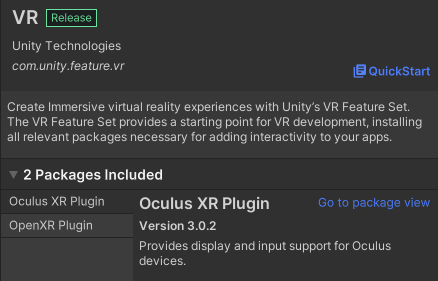 VR Release
Unity Technologies
com.unity.feature.vr
QuickStart
Create Immersive virtual reality experiences with Unity's VR Feature Set.
The VR Feature Set provides a starting point for VR development, installing
all relevant packages necessary for adding interactivity to your apps.
2 Packages Included
Oculus XR Plugin
OpenXR Plugin
Oculus XR Plugin Go to package view
Version 3.0.2
Provides display and input support for Oculus
devices.